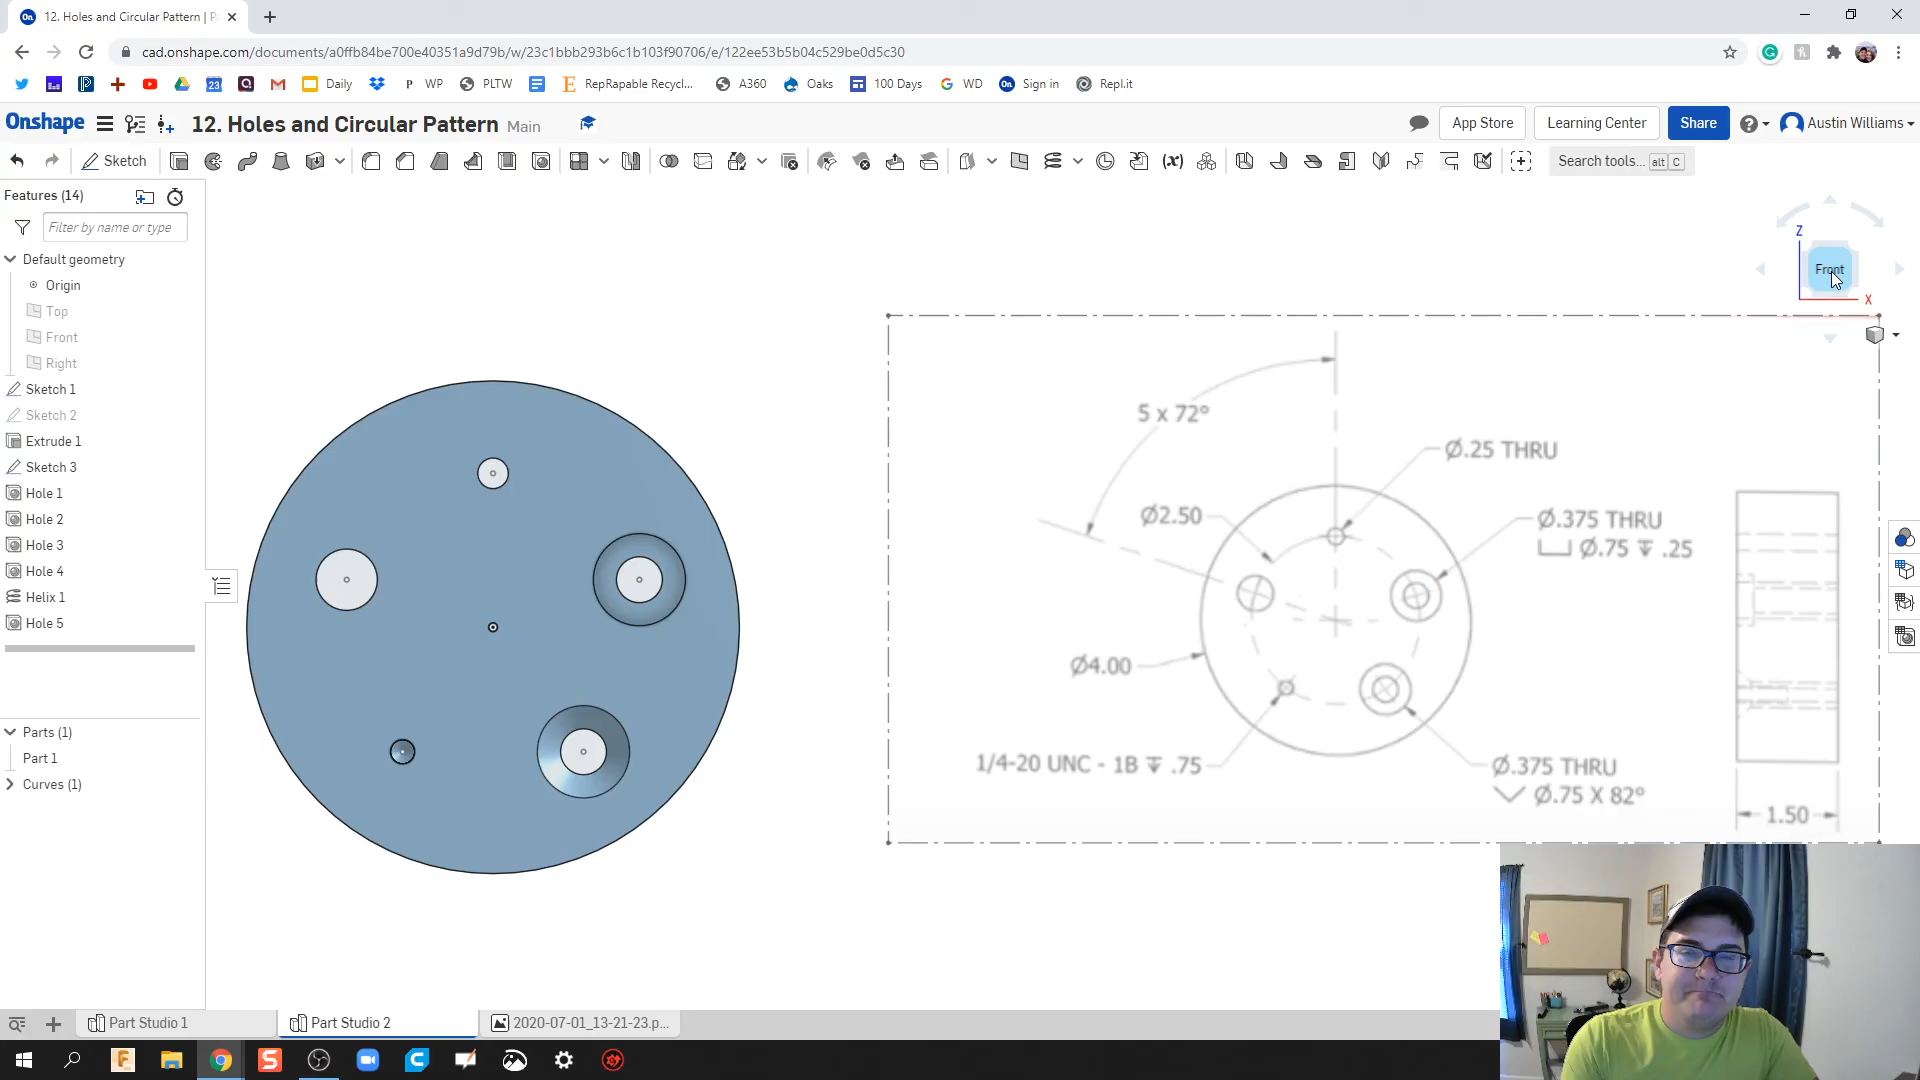 12. Holes and Circular Pattern | P
cad.onshape.com/documents/a0ffb84be700e40351a9d79b/w/23c1bbb293b6c1b103f90706/e/122ee53b5b04c529be0d5c30
Daily
WP
PLTW
RepRapable Recycl...
A360
Oaks
100 Days
WD
Sign in
Repl.it
Onshape
12. Holes and Circular Pattern Main
App Store
Learning Center
Share
Austin Williams
Sketch
Search tools... alt C
Features (14)
Filter by name or type
Default geometry
Origin
Top
Front
Right
Sketch 1
Sketch 2
Extrude 1
Sketch 3
Hole 1
Hole 2
Hole 3
Hole 4
Helix 1
Hole 5
Parts (1)
Part 1
Curves (1)
Z
Front
X
5 x 72°
Ø.25 THRU
Ø2.50
Ø.375 THRU
⌴ Ø.75 ↧ .25
Ø4.00
1/4-20 UNC - 1B ↧ .75
Ø.375 THRU
⌵ Ø.75 X 82°
1.50
Part Studio 1
Part Studio 2
2020-07-01_13-21-23.p...